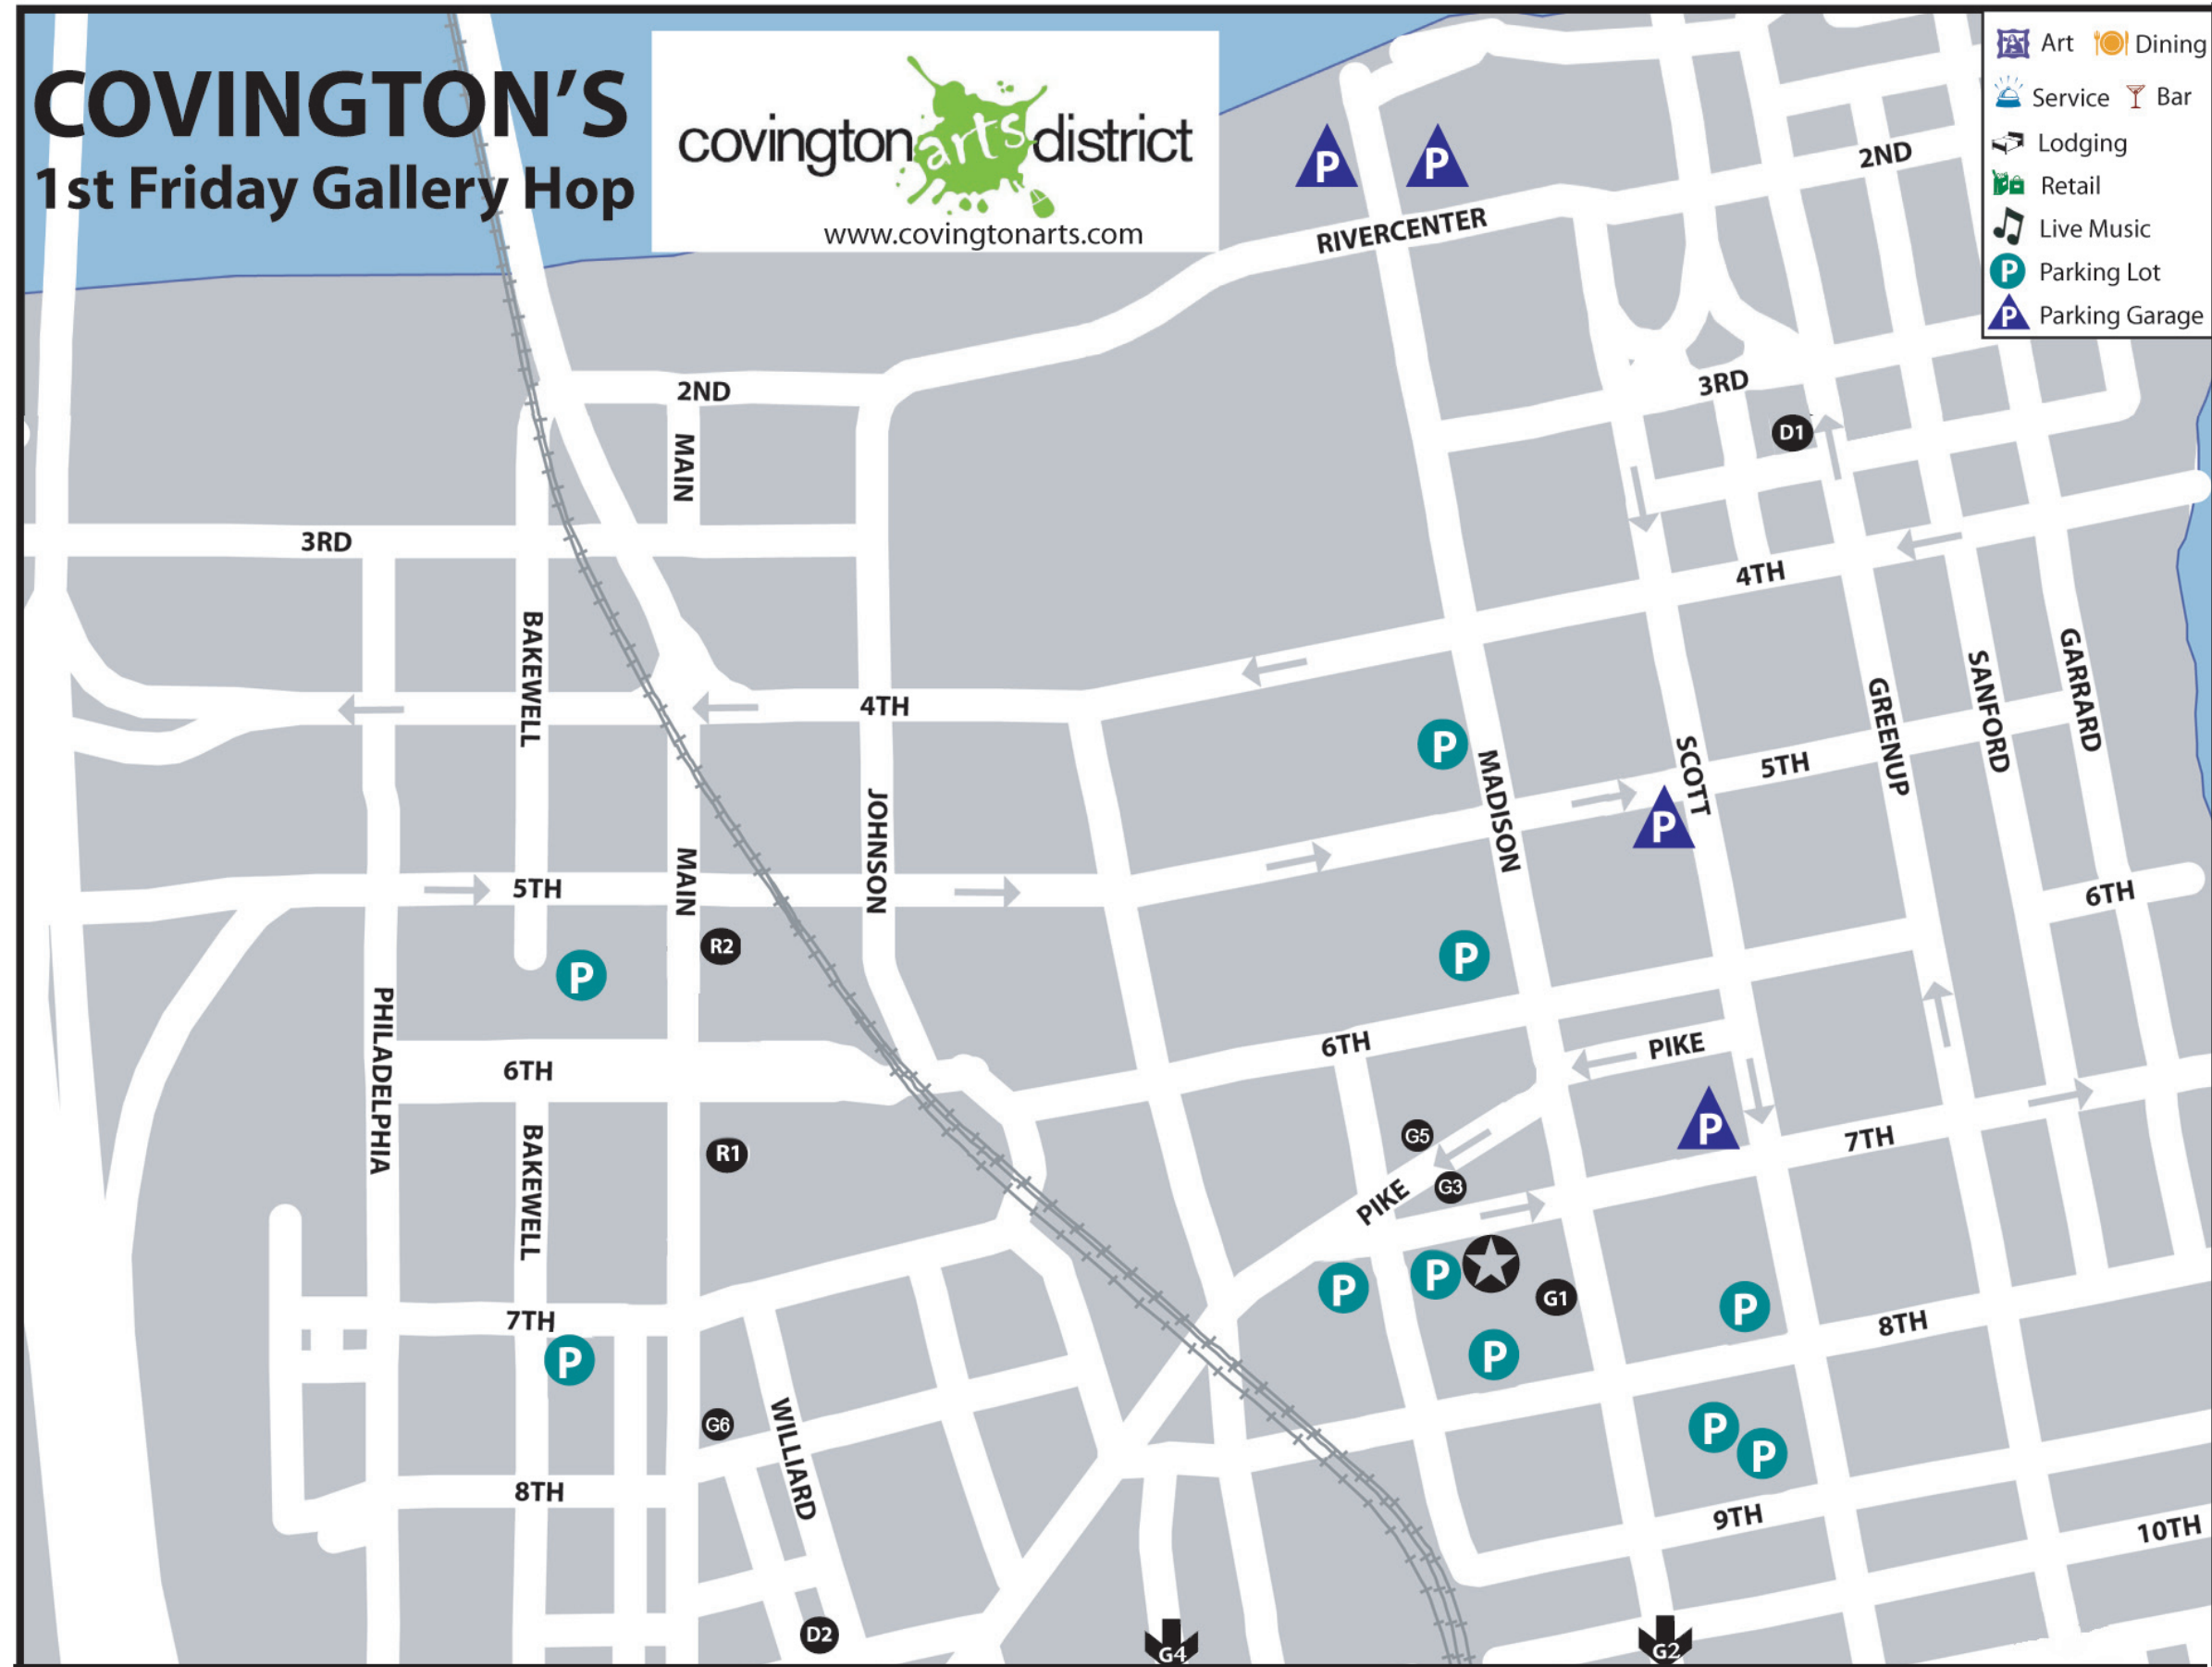 COVINGTON'S
1st Friday Gallery Hop
covington arts district
www.covingtonarts.com
Art Dining
Service Bar
Lodging
Retail
Live Music
P Parking Lot
P Parking Garage
P
P
2ND
RIVERCENTER
2ND
3RD
MAIN
D1
3RD
4TH
BAKEWELL
GARRARD
SANFORD
GREENUP
4TH
P
SCOTT
MADISON
5TH
P
JOHNSON
MAIN
5TH
6TH
R2
P
P
PHILADELPHIA
6TH
PIKE
6TH
P
G5
7TH
BAKEWELL
R1
G3
PIKE
P
P
G1
P
7TH
8TH
P
P
WILLIARD
G6
P
P
8TH
9TH
10TH
D2
G4
G2